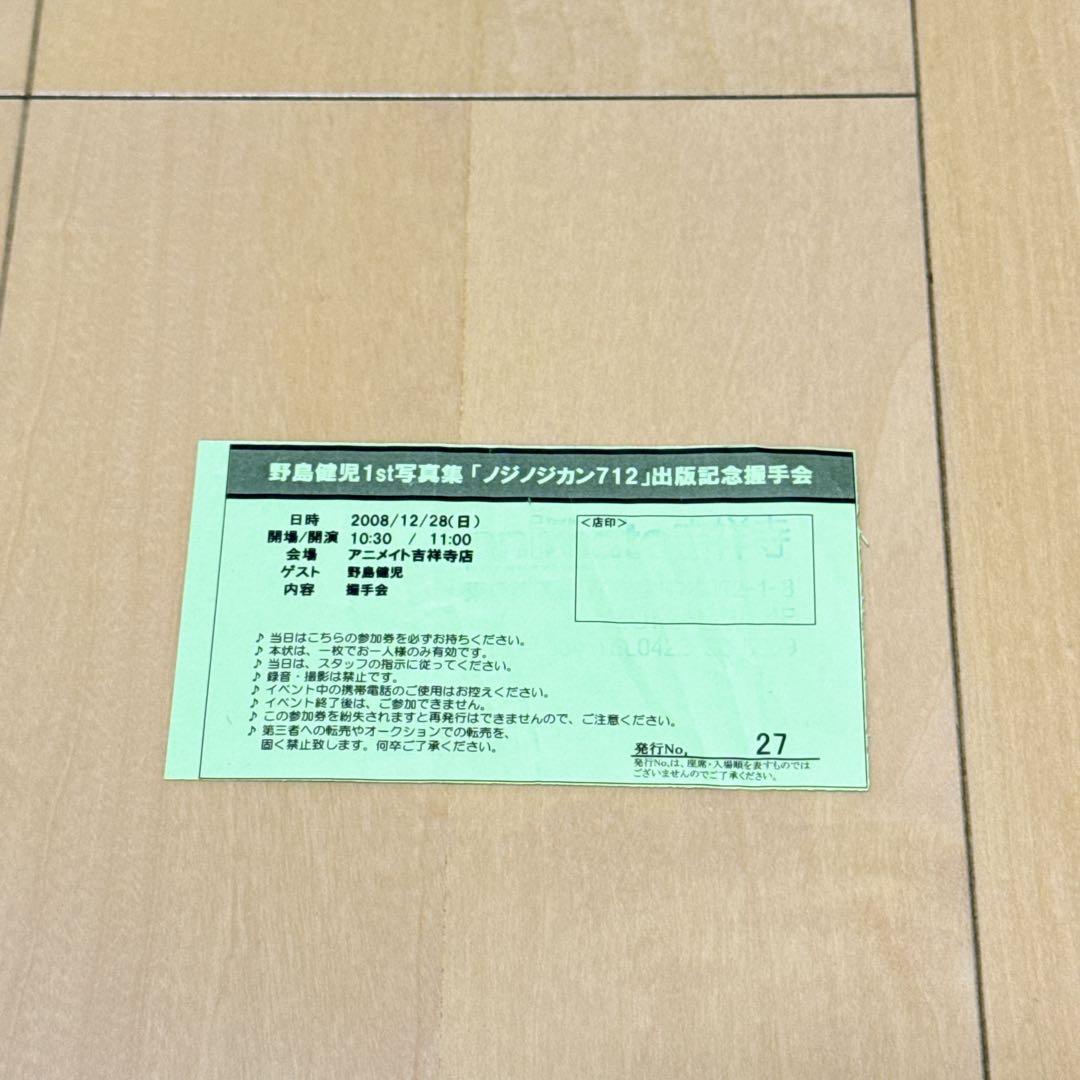 野島健児1st写真集「ノジノジカン712」出版記念握手会
日時 2008/12/28(日)
開場/開演 10:30 / 11:00
会場 アニメイト吉祥寺店
ゲスト 野島健児
内容 握手会
<店印>
♪ 当日はこちらの参加券を必ずお持ちください。
♪ 本状は、一枚でお一人様のみ有効です。
♪ 当日は、スタッフの指示に従ってください。
♪ 録音・撮影は禁止です。
♪ イベント中の携帯電話のご使用はお控えください。
♪ イベント終了後は、ご参加できません。
♪ この参加券を紛失されますと再発行はできませんので、ご注意ください。
♪ 第三者への転売やオークションでの転売を、
固く禁止致します。何卒ご了承ください。
発行No. 27
発行No.は、座席・入場順を表すものでは
ございませんのでご了承ください。